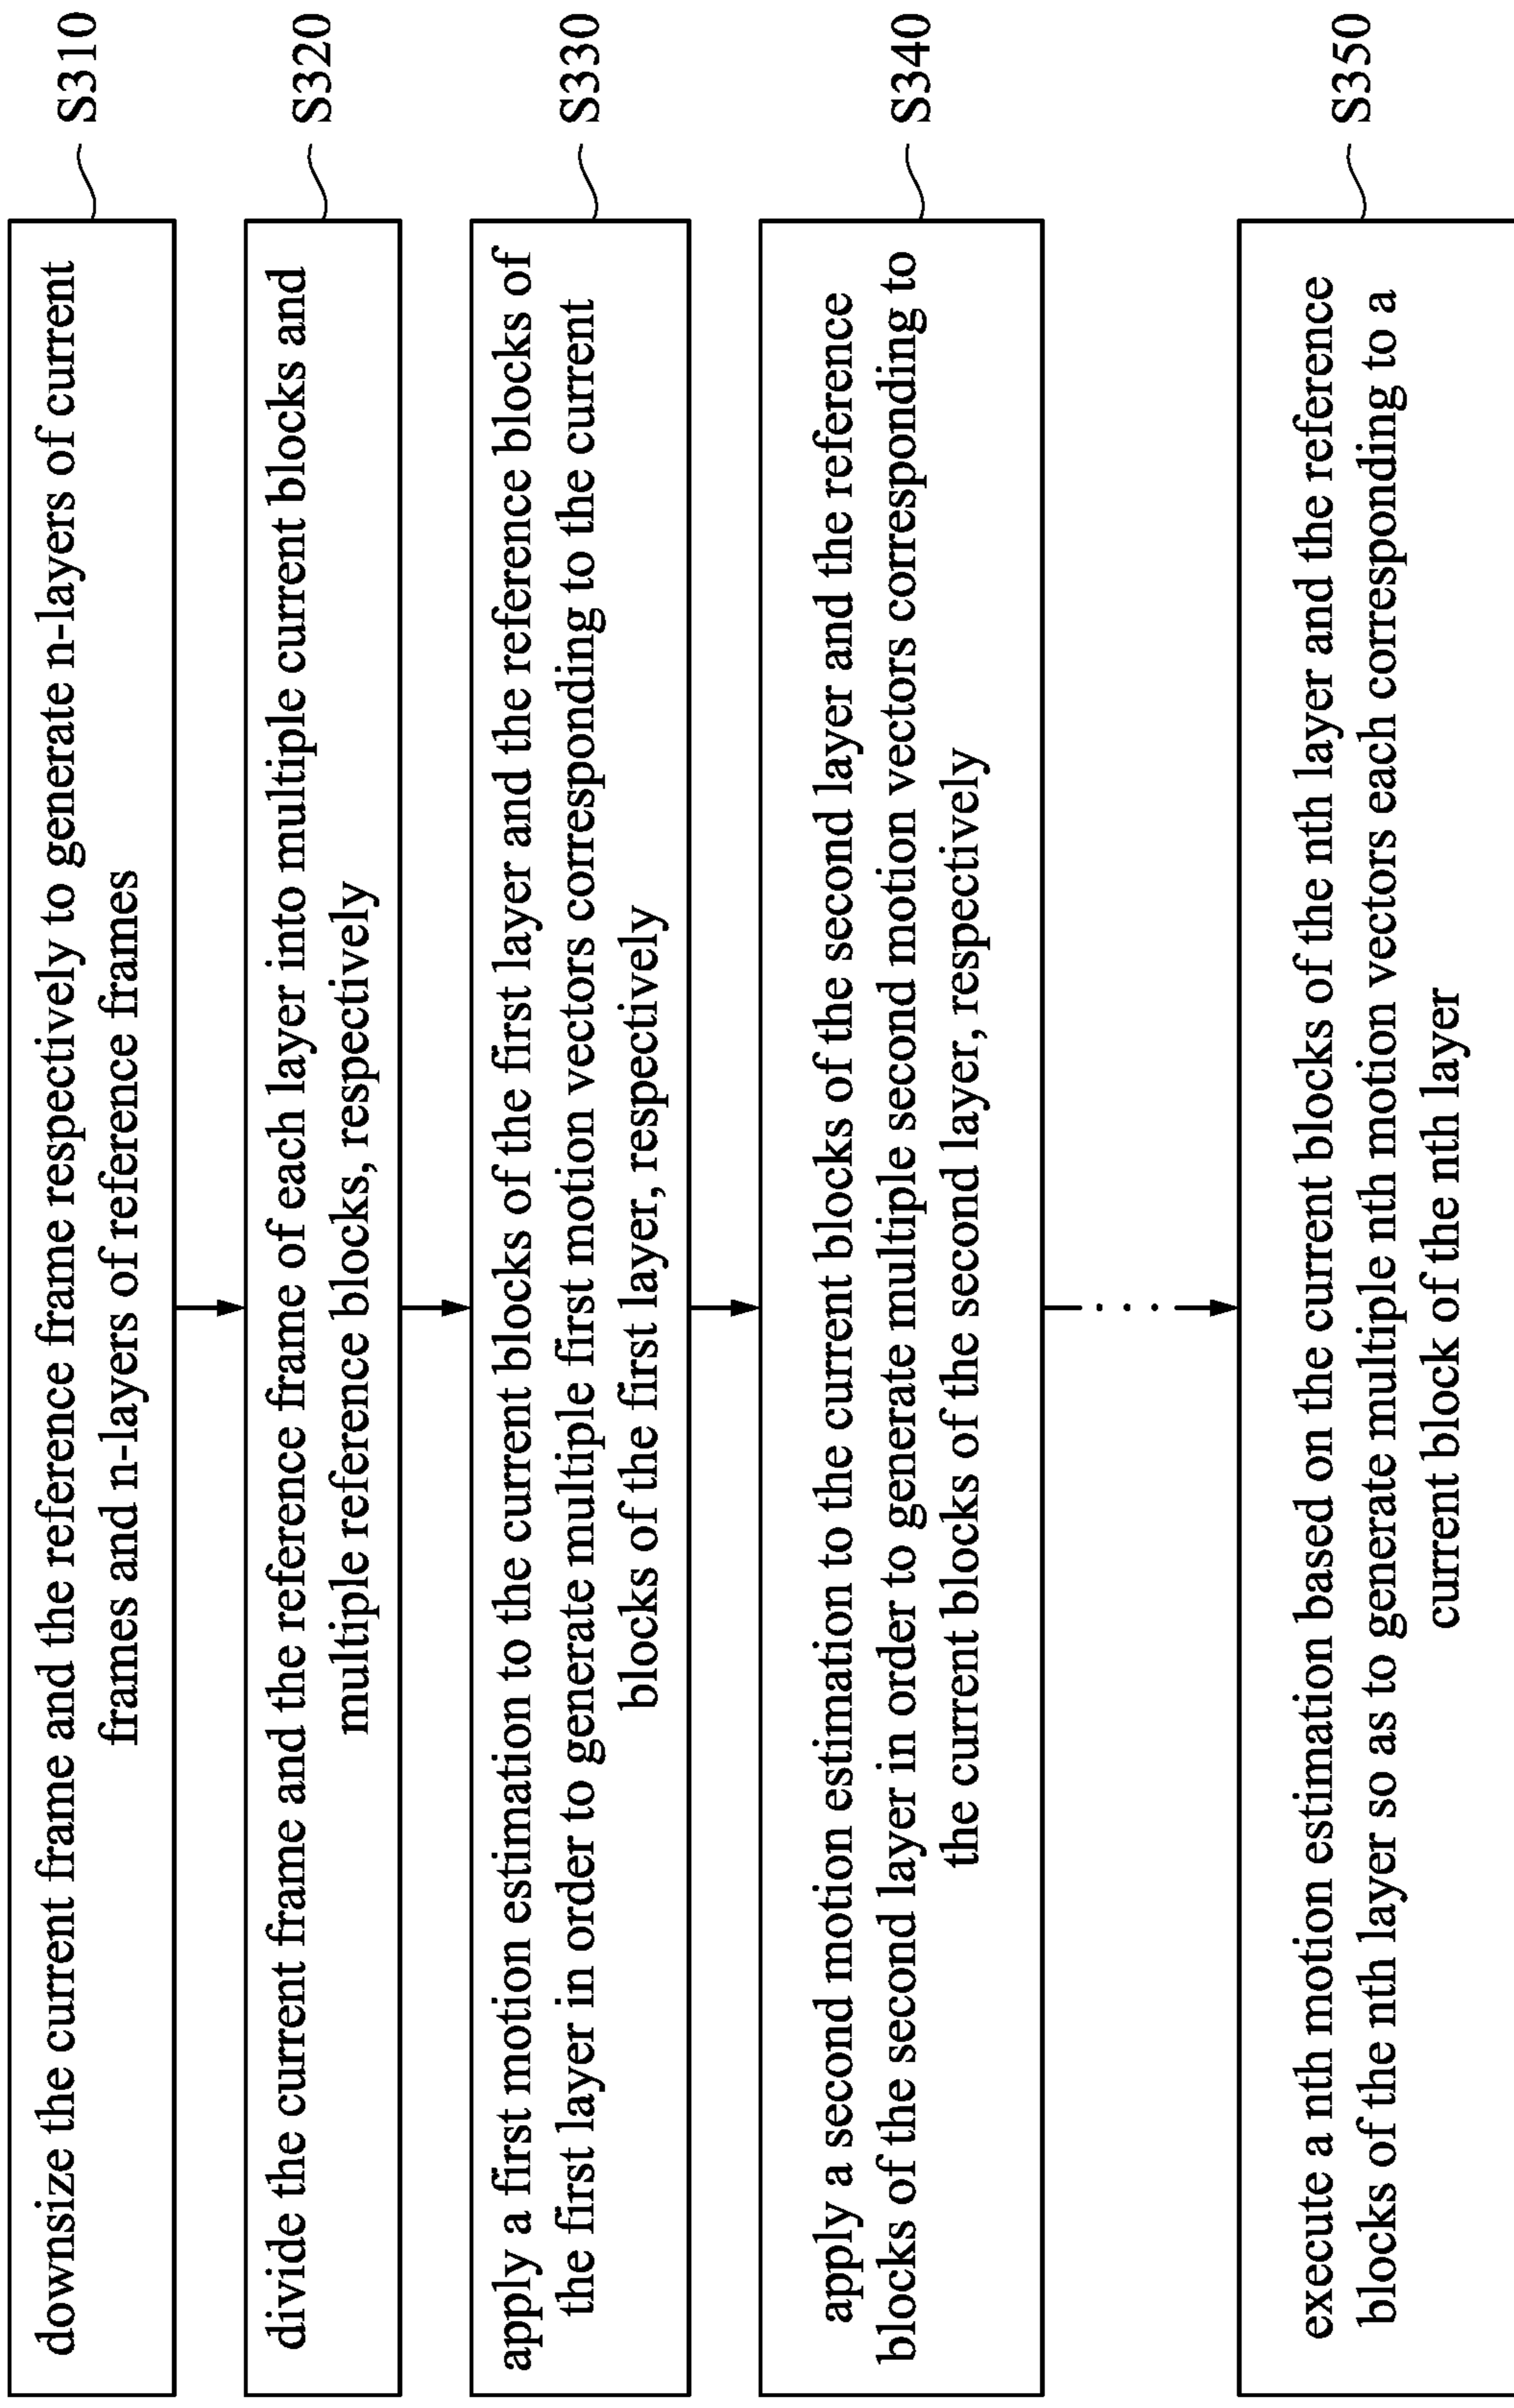 downsize the current frame and the reference frame respectively to generate n-layers of current
frames and n-layers of reference frames
S310
divide the current frame and the reference frame of each layer into multiple current blocks and
multiple reference blocks, respectively
S320
apply a first motion estimation to the current blocks of the first layer and the reference blocks of
the first layer in order to generate multiple first motion vectors corresponding to the current
blocks of the first layer, respectively
S330
apply a second motion estimation to the current blocks of the second layer and the reference
blocks of the second layer in order to generate multiple second motion vectors corresponding to
the current blocks of the second layer, respectively
S340
execute a nth motion estimation based on the current blocks of the nth layer and the reference
blocks of the nth layer so as to generate multiple nth motion vectors each corresponding to a
current block of the nth layer
S350